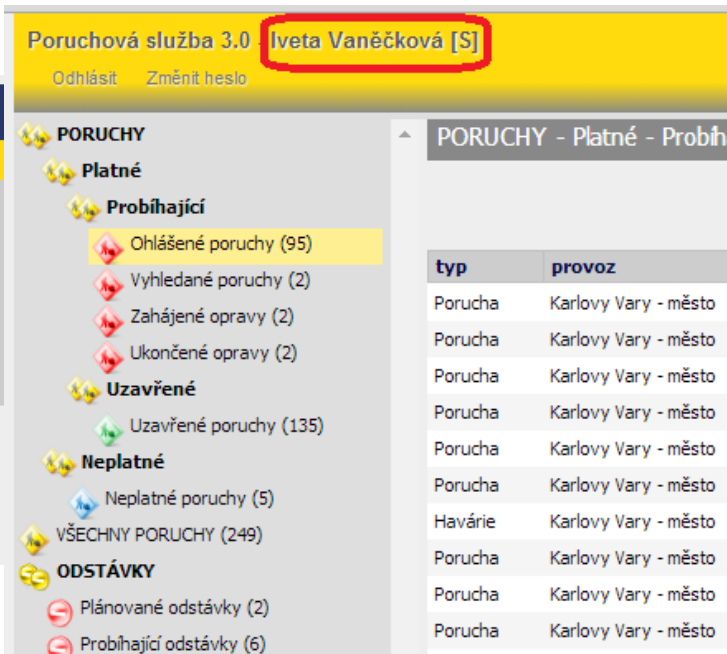 Poruchová služba 3.0 - Iveta Vaněčková [S]
Odhlásit Změnit heslo
PORUCHY
Platné
Probíhající
Ohlášené poruchy (95)
Vyhledané poruchy (2)
Zahájené opravy (2)
Ukončené opravy (2)
Uzavřené
Uzavřené poruchy (135)
Neplatné
Neplatné poruchy (5)
VŠECHNY PORUCHY (249)
ODSTÁVKY
Plánované odstávky (2)
Probíhající odstávky (6)
PORUCHY - Platné - Probíh
typ provoz
Porucha Karlovy Vary - město
Porucha Karlovy Vary - město
Porucha Karlovy Vary - město
Porucha Karlovy Vary - město
Porucha Karlovy Vary - město
Porucha Karlovy Vary - město
Havárie Karlovy Vary - město
Porucha Karlovy Vary - město
Porucha Karlovy Vary - město
Porucha Karlovy Vary - město